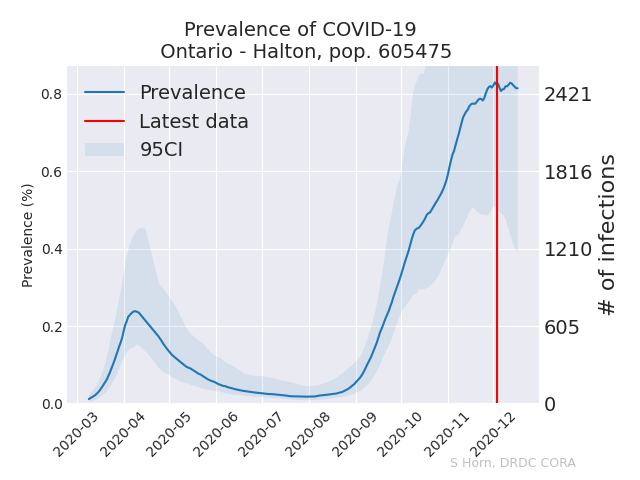 Prevalence of COVID-19
Ontario - Halton, pop. 605475
Prevalence
Latest data
95CI
Prevalence (%)
0.8
0.6
0.4
0.2
0.0
2421
1816
1210
605
0
# of infections
2020-03
2020-04
2020-05
2020-06
2020-07
2020-08
2020-09
2020-10
2020-11
2020-12
S Horn, DRDC CORA